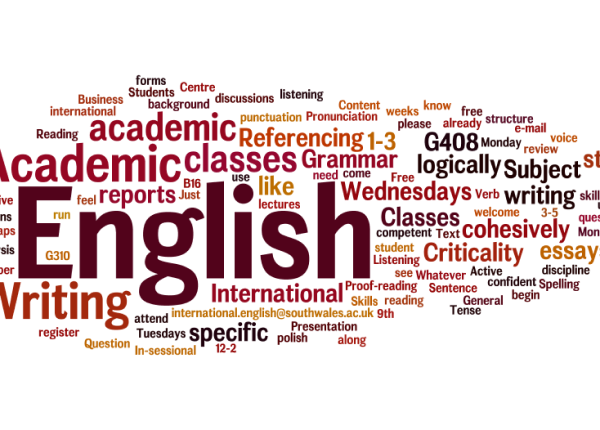 forms
Students Centre
Business background discussions listening
international punctuation Pronunciation Content weeks know free
Reading academic please already structure
Referencing 1-3 G408 Monday e-mail voice
review
Academic classes Grammar logically Subject
B16 use like need come Free Verb
feel reports Just lectures Wednesdays writing
English
run Classes welcome 3-5
competent Text cohesively
G310 student Listening Criticality essays
see Whatever Active discipline
Writing International Proof-reading Sentence confident Spelling
Skills reading General begin
attend international.english@southwales.ac.uk 9th Tense
register Tuesdays specific Presentation along
polish
Question In-sessional 12-2